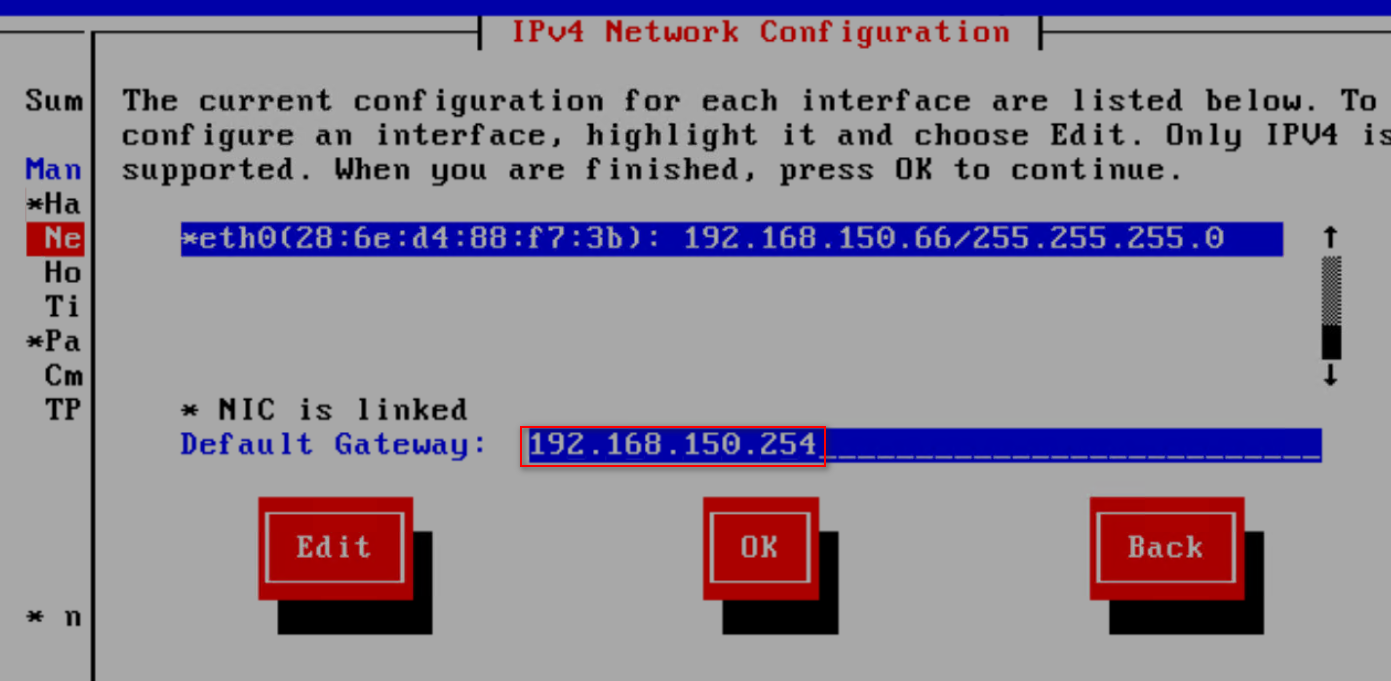 IPv4 Network Configuration
Sum
The current configuration for each interface are listed below. To
configure an interface, highlight it and choose Edit. Only IPV4 is
Man
supported. When you are finished, press OK to continue.
*Ha
Ne
*eth0(28:6e:d4:88:f7:3b): 192.168.150.66/255.255.255.0
Ho
Ti
*Pa
Cm
TP
* NIC is linked
Default Gateway: 192.168.150.254
Edit
OK
Back
* n